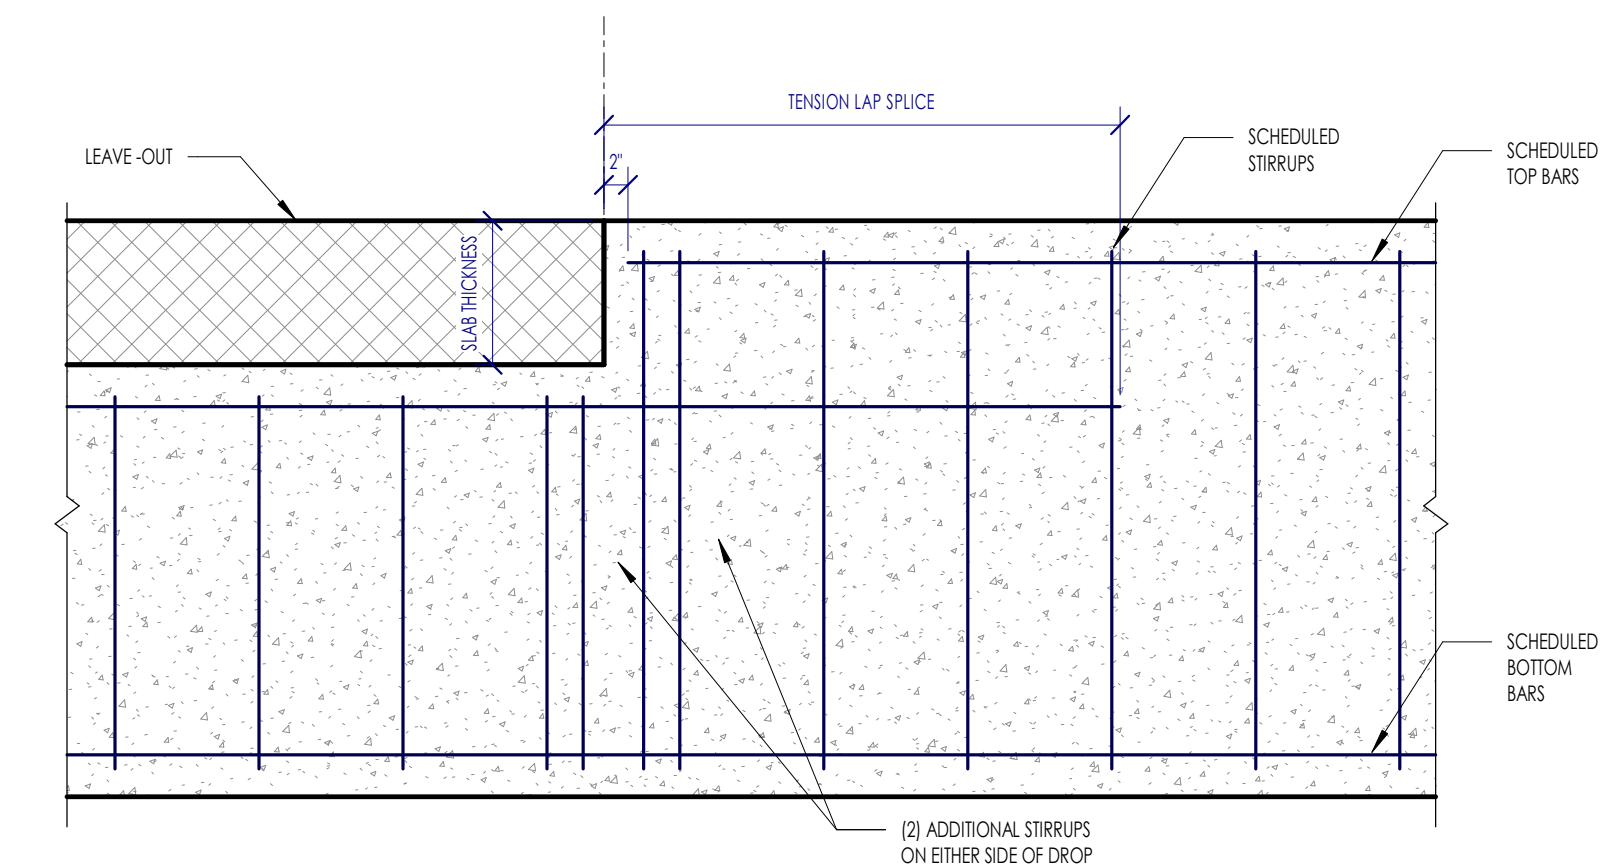 TENSION LAP SPLICE
LEAVE -OUT
2"
SCHEDULED
STIRRUPS
SCHEDULED
TOP BARS
SLAB THICKNESS
SCHEDULED
BOTTOM
BARS
(2) ADDITIONAL STIRRUPS
ON EITHER SIDE OF DROP